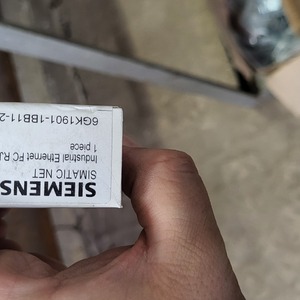 SIEMENS
SIMATIC NET
Industrial Ethernet FC RJ
1 piece
6GK1901-1BB11-2